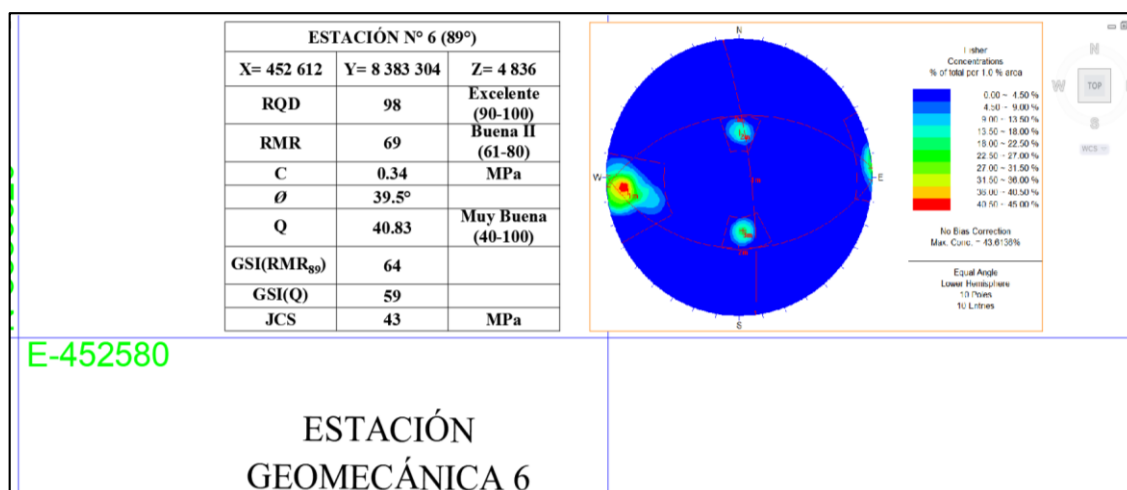 ESTACIÓN N° 6 (89°)
X= 452 612 Y= 8 383 304 Z= 4 836
RQD 98 Excelente (90-100)
RMR 69 Buena II (61-80)
C 0.34 MPa
Ø 39.5°
Q 40.83 Muy Buena (40-100)
GSI(RMR89) 64
GSI(Q) 59
JCS 43 MPa
N
W
E
S
Fisher
Concentrations
% of total per 1.0 % area
0.00 ~ 4.50 %
4.50 ~ 9.00 %
9.00 ~ 13.50 %
13.50 ~ 18.00 %
18.00 ~ 22.50 %
22.50 ~ 27.00 %
27.00 ~ 31.50 %
31.50 ~ 36.00 %
36.00 ~ 40.50 %
40.50 ~ 45.00 %
No Bias Correction
Max. Conc. = 43.6136%
Equal Angle
Lower Hemisphere
10 Poles
10 Entries
N
W
TOP
S
WCS
E-452580
ESTACIÓN
GEOMECÁNICA 6